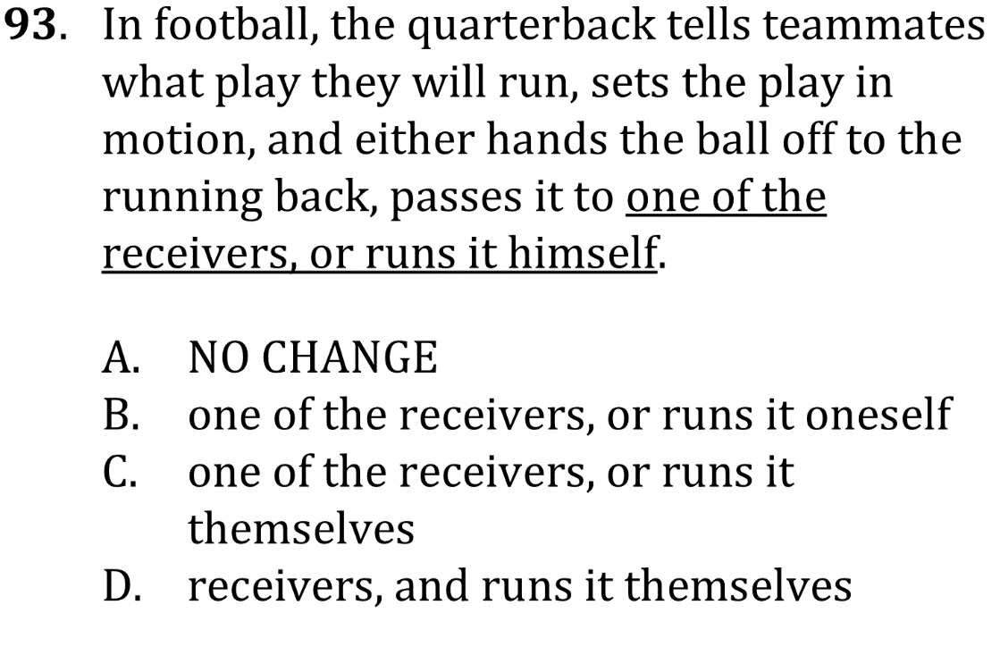 93. In football, the quarterback tells teammates
what play they will run, sets the play in
motion, and either hands the ball off to the
running back, passes it to one of the
receivers, or runs it himself.
A. NO CHANGE
B. one of the receivers, or runs it oneself
C. one of the receivers, or runs it
themselves
D. receivers, and runs it themselves